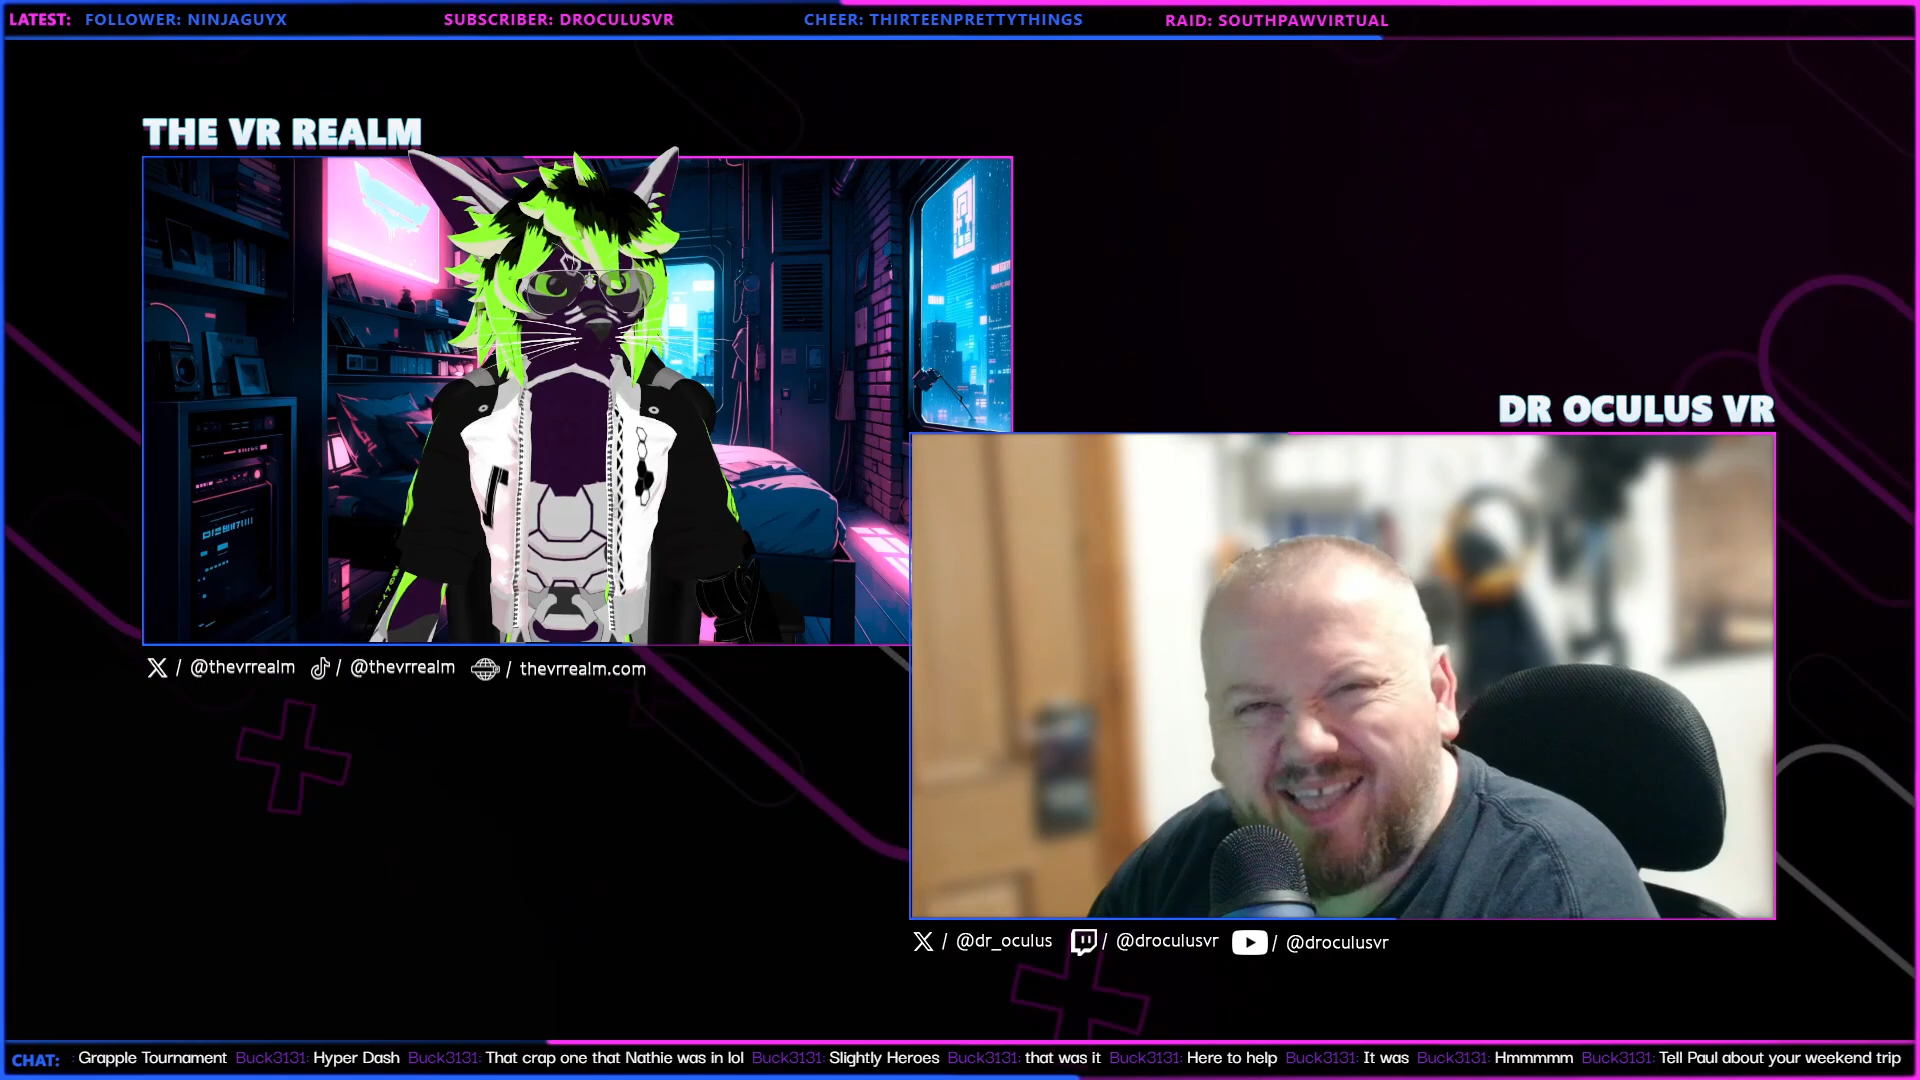 LATEST: FOLLOWER: NINJAGUYX SUBSCRIBER: DROCULUSVR CHEER: THIRTEENPRETTYTHINGS RAID: SOUTHPAWVIRTUAL
THE VR REALM
X / @thevrrealm / @thevrrealm / thevrrealm.com
DR OCULUS VR
X / @dr_oculus / @droculusvr / @droculusvr
CHAT: : Grapple Tournament Buck3131: Hyper Dash Buck3131: That crap one that Nathie was in lol Buck3131: Slightly Heroes Buck3131: that was it Buck3131: Here to help Buck3131: It was Buck3131: Hmmmmm Buck3131: Tell Paul about your weekend trip